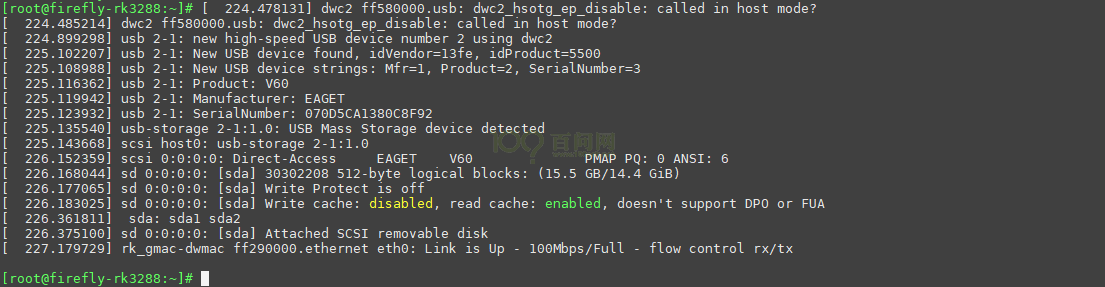 [root@firefly-rk3288:~]# [  224.478131] dwc2 ff580000.usb: dwc2_hsotg_ep_disable: called in host mode?
[  224.485214] dwc2 ff580000.usb: dwc2_hsotg_ep_disable: called in host mode?
[  224.899298] usb 2-1: new high-speed USB device number 2 using dwc2
[  225.102207] usb 2-1: New USB device found, idVendor=13fe, idProduct=5500
[  225.108988] usb 2-1: New USB device strings: Mfr=1, Product=2, SerialNumber=3
[  225.116362] usb 2-1: Product: V60
[  225.119942] usb 2-1: Manufacturer: EAGET
[  225.123932] usb 2-1: SerialNumber: 070D5CA1380C8F92
[  225.135540] usb-storage 2-1:1.0: USB Mass Storage device detected
[  225.143668] scsi host0: usb-storage 2-1:1.0
[  226.152359] scsi 0:0:0:0: Direct-Access     EAGET    V60              PMAP PQ: 0 ANSI: 6
[  226.168044] sd 0:0:0:0: [sda] 30302208 512-byte logical blocks: (15.5 GB/14.4 GiB)
[  226.177065] sd 0:0:0:0: [sda] Write Protect is off
[  226.183025] sd 0:0:0:0: [sda] Write cache: disabled, read cache: enabled, doesn't support DPO or FUA
[  226.361811]  sda: sda1 sda2
[  226.375100] sd 0:0:0:0: [sda] Attached SCSI removable disk
[  227.179729] rk_gmac-dwmac ff290000.ethernet eth0: Link is Up - 100Mbps/Full - flow control rx/tx
[root@firefly-rk3288:~]#
百问网